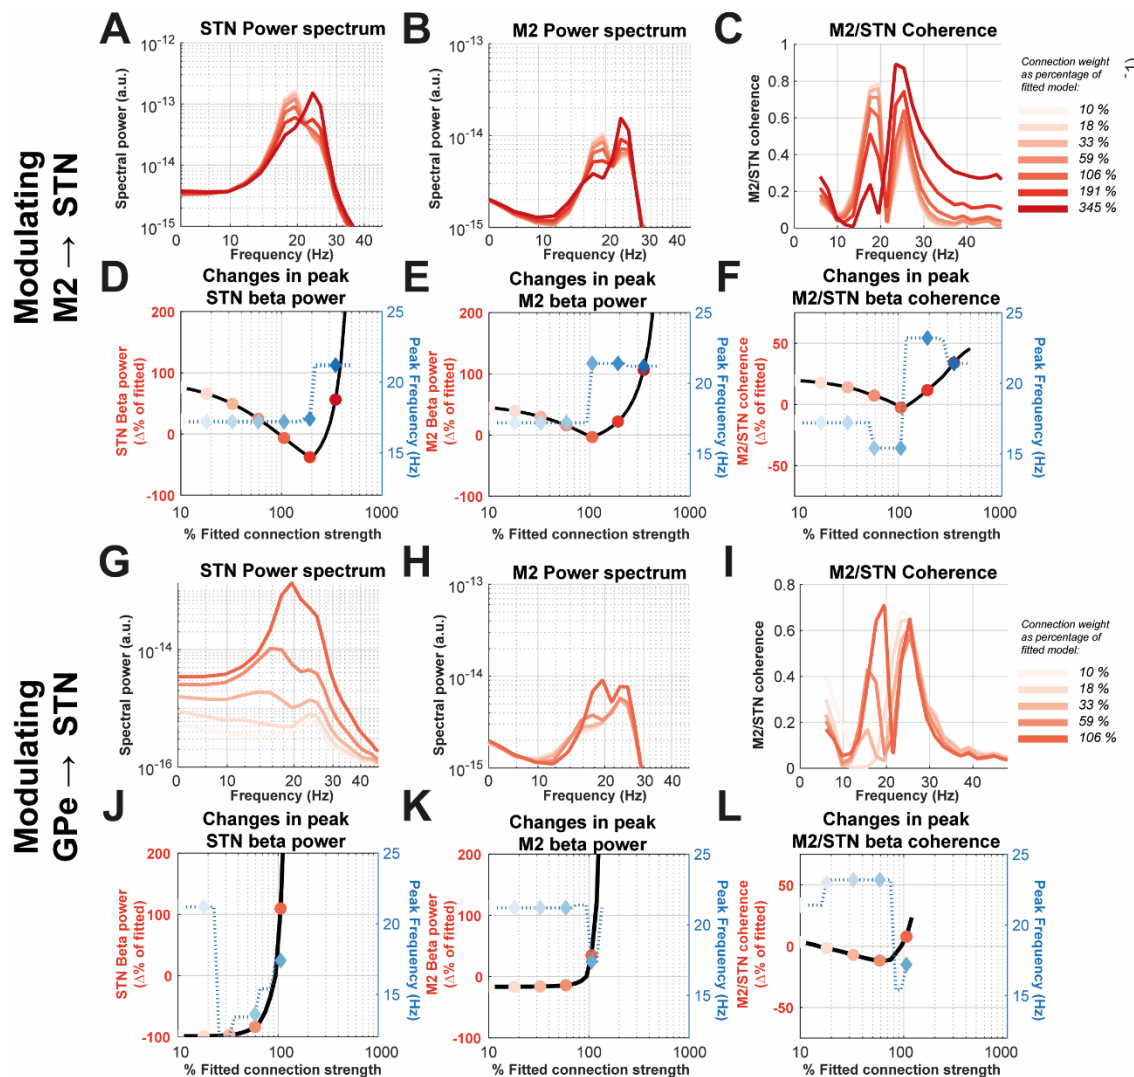 A
STN Power spectrum
Spectral power (a.u.)
10-12
10-13
10-14
10-15
0
10
20
30
40
Frequency (Hz)
B
M2 Power spectrum
Spectral power (a.u.)
10-13
10-14
10-15
0
10
20
30
40
Frequency (Hz)
C
M2/STN Coherence
M2/STN coherence
1
0.8
0.6
0.4
0.2
0
0
10
20
30
40
Frequency (Hz)
Connection weight
as percentage of
fitted model:
10 %
18 %
33 %
59 %
106 %
191 %
345 %
Modulating
M2 → STN
D
Changes in peak
STN beta power
STN Beta power
(Δ% of fitted)
200
100
0
-100
Peak Frequency (Hz)
25
20
15
10
100
1000
% Fitted connection strength
E
Changes in peak
M2 beta power
M2 Beta power
(Δ% of fitted)
200
100
0
-100
Peak Frequency (Hz)
25
20
15
10
100
1000
% Fitted connection strength
F
Changes in peak
M2/STN beta coherence
M2/STN coherence
(Δ% of fitted)
50
0
-50
Peak Frequency (Hz)
25
20
15
10
100
1000
% Fitted connection strength
G
STN Power spectrum
Spectral power (a.u.)
10-14
10-16
0
10
20
30
40
Frequency (Hz)
H
M2 Power spectrum
Spectral power (a.u.)
10-13
10-14
10-15
0
10
20
30
40
Frequency (Hz)
I
M2/STN Coherence
M2/STN coherence
0.8
0.6
0.4
0.2
0
0
10
20
30
40
Frequency (Hz)
Connection weight
as percentage of
fitted model:
10 %
18 %
33 %
59 %
106 %
Modulating
GPe → STN
J
Changes in peak
STN beta power
STN Beta power
(Δ% of fitted)
200
100
0
-100
Peak Frequency (Hz)
25
20
15
10
100
1000
% Fitted connection strength
K
Changes in peak
M2 beta power
M2 Beta power
(Δ% of fitted)
200
100
0
-100
Peak Frequency (Hz)
25
20
15
10
100
1000
% Fitted connection strength
L
Changes in peak
M2/STN beta coherence
M2/STN coherence
(Δ% of fitted)
50
0
-50
Peak Frequency (Hz)
25
20
15
10
100
1000
% Fitted connection strength